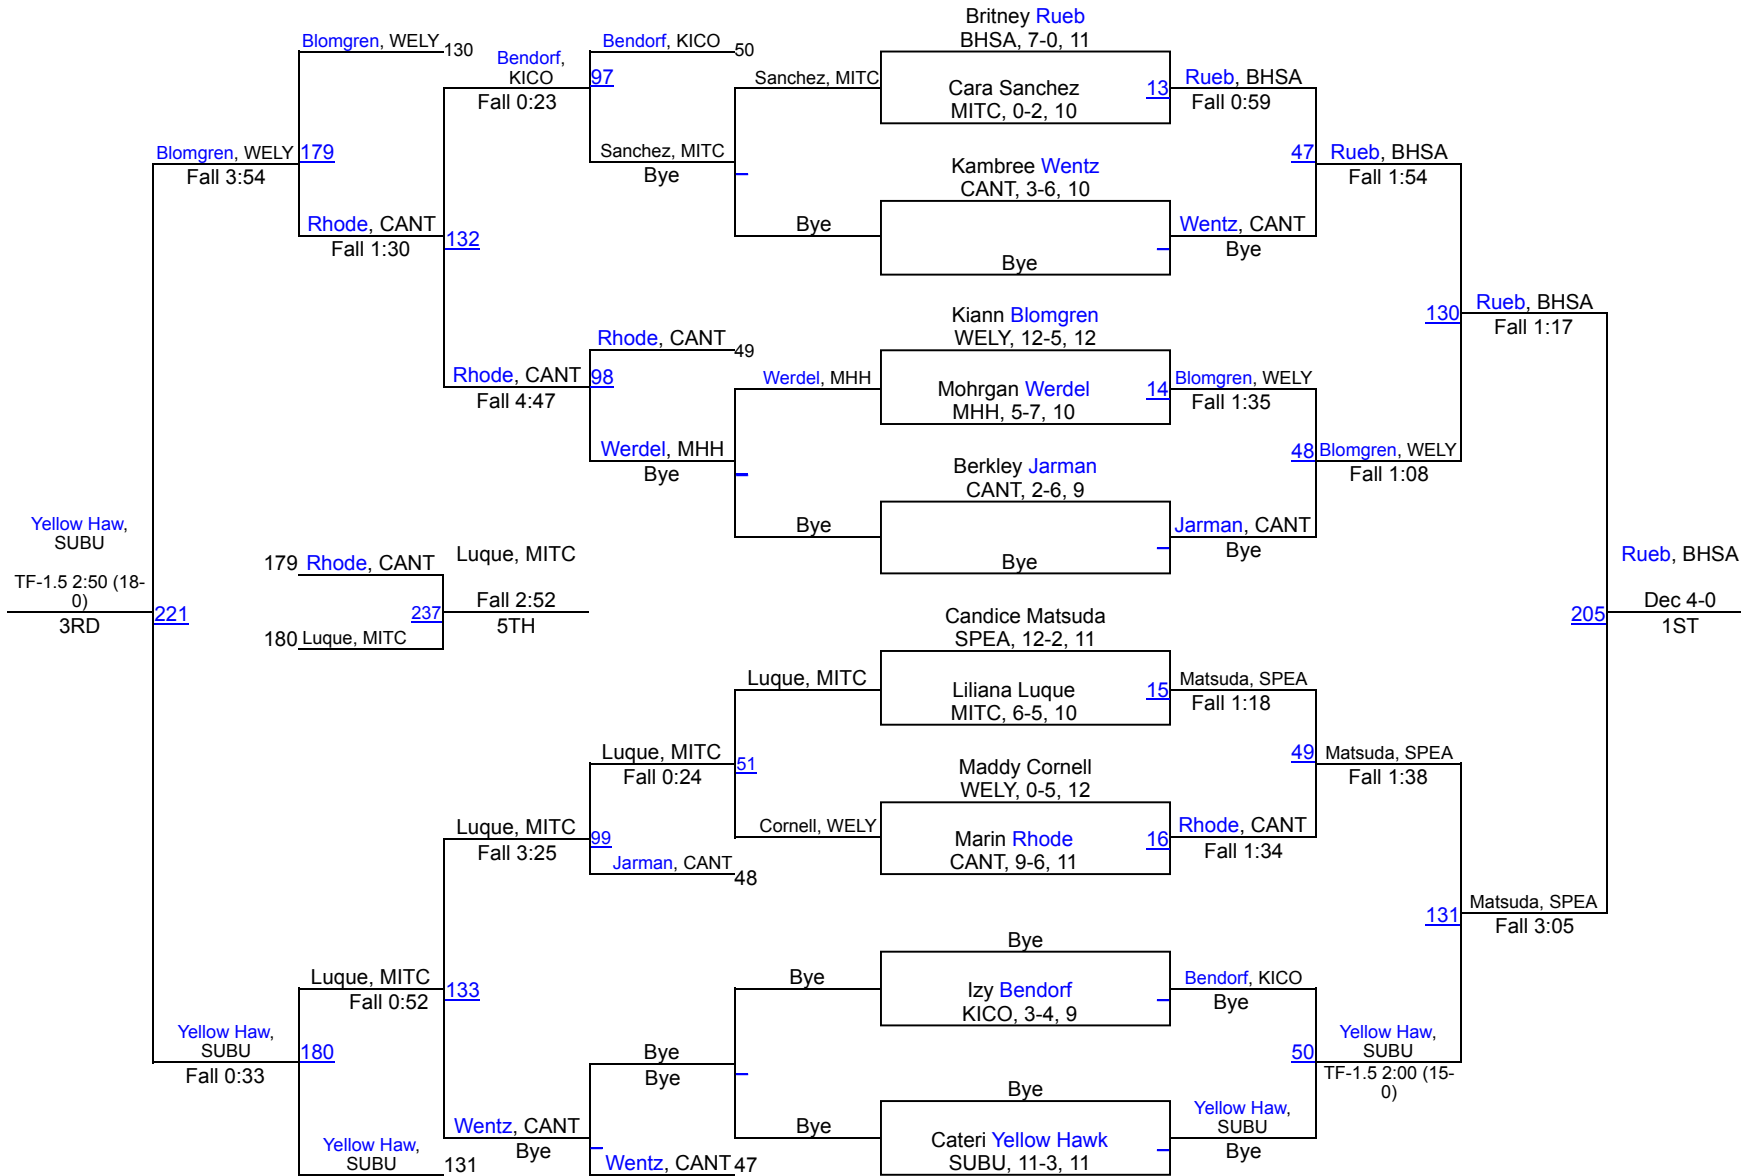 Britney Rueb
BHSA, 7-0, 11
Blomgren, WELY
130
Bendorf,
KICO
Fall 0:23
Bendorf, KICO
50
97
Sanchez, MITC
Cara Sanchez
MITC, 0-2, 10
13
Rueb, BHSA
Fall 0:59
Blomgren, WELY
Fall 3:54
179
Sanchez, MITC
Bye
Kambree Wentz
CANT, 3-6, 10
47
Rueb, BHSA
Fall 1:54
Rhode, CANT
Fall 1:30
132
Bye
Bye
Wentz, CANT
Bye
Kiann Blomgren
WELY, 12-5, 12
130
Rueb, BHSA
Fall 1:17
Rhode, CANT
49
Rhode, CANT
Fall 4:47
98
Werdel, MHH
Mohrgan Werdel
MHH, 5-7, 10
14
Blomgren, WELY
Fall 1:35
Werdel, MHH
Bye
Berkley Jarman
CANT, 2-6, 9
48
Blomgren, WELY
Fall 1:08
Bye
Bye
Jarman, CANT
Bye
Yellow Haw,
SUBU
TF-1.5 2:50 (18-
0)
3RD
221
179
Rhode, CANT
Luque, MITC
237
Fall 2:52
5TH
180
Luque, MITC
Rueb, BHSA
205
Dec 4-0
1ST
Candice Matsuda
SPEA, 12-2, 11
Luque, MITC
Liliana Luque
MITC, 6-5, 10
15
Matsuda, SPEA
Fall 1:18
Luque, MITC
Fall 0:24
51
Maddy Cornell
WELY, 0-5, 12
49
Matsuda, SPEA
Fall 1:38
Luque, MITC
Fall 3:25
99
Cornell, WELY
Marin Rhode
CANT, 9-6, 11
16
Rhode, CANT
Fall 1:34
Jarman, CANT
48
131
Matsuda, SPEA
Fall 3:05
Bye
Luque, MITC
Fall 0:52
133
Bye
Izy Bendorf
KICO, 3-4, 9
Bendorf, KICO
Bye
Yellow Haw,
SUBU
Fall 0:33
180
Bye
Bye
50
Yellow Haw,
SUBU
TF-1.5 2:00 (15-
0)
Bye
Wentz, CANT
Bye
Bye
Cateri Yellow Hawk
SUBU, 11-3, 11
Yellow Haw,
SUBU
Bye
Yellow Haw,
SUBU
131
Wentz, CANT
47